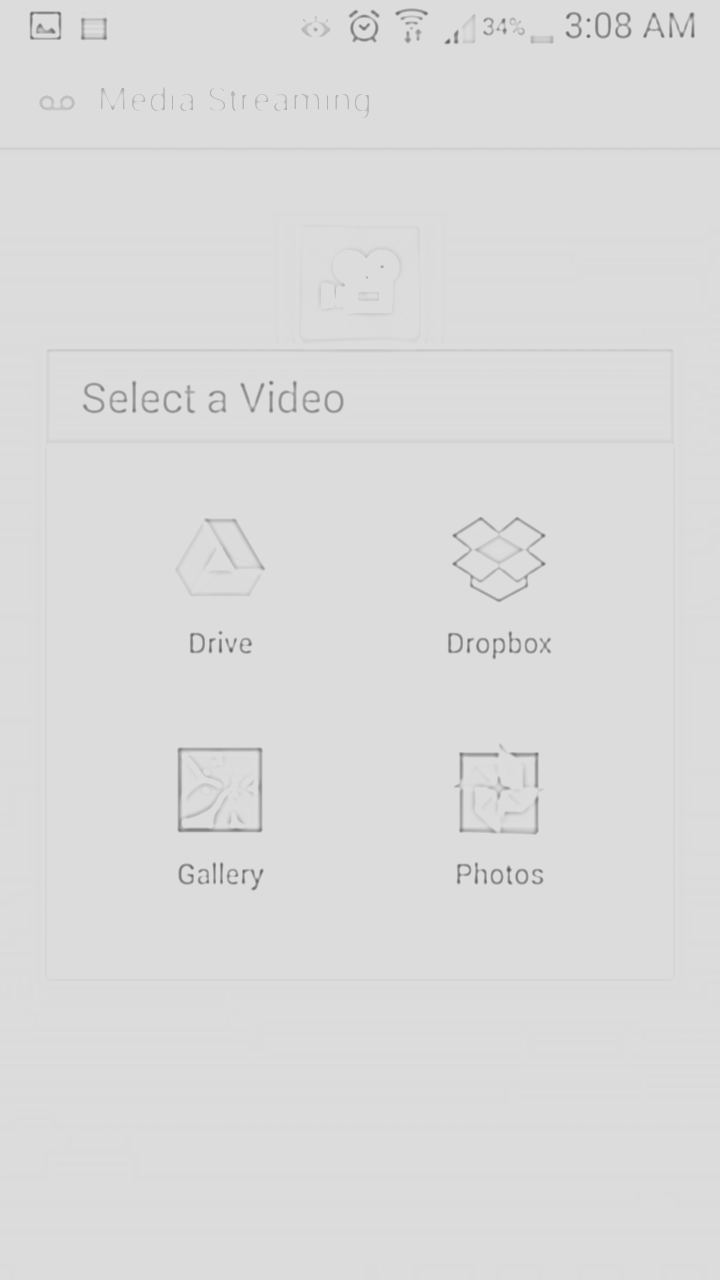 34% 3:08 AM
Media Streaming
Select a Video
Drive Dropbox
Gallery Photos